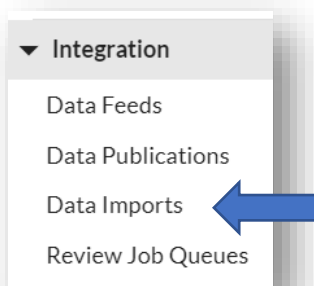 Integration
Data Feeds
Data Publications
Data Imports
Review Job Queues